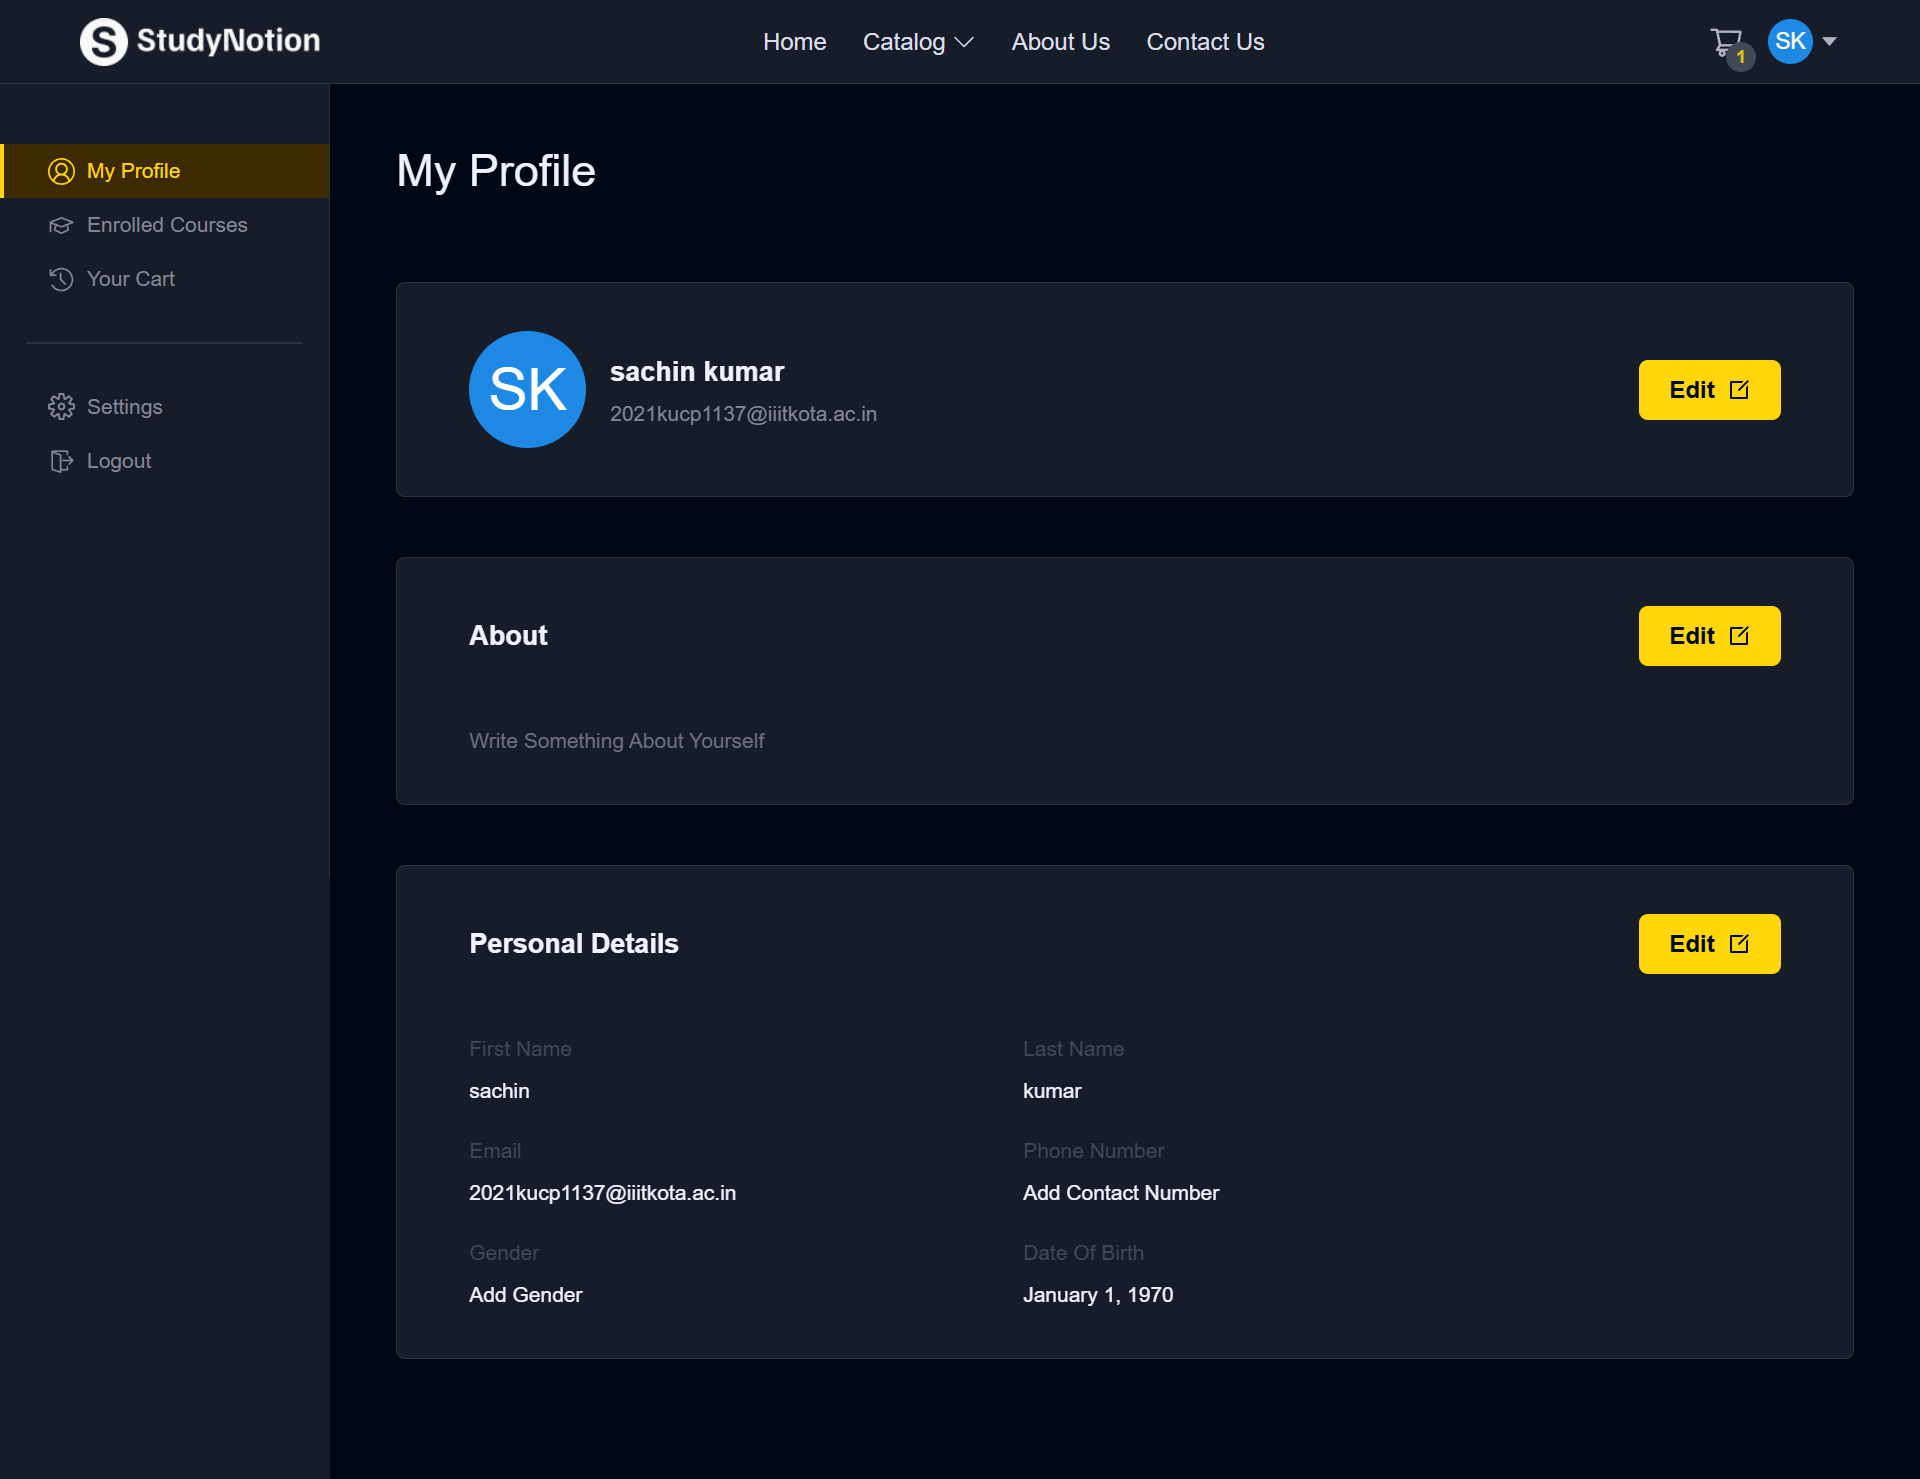 S StudyNotion
Home Catalog About Us Contact Us
1 SK
My Profile
Enrolled Courses
Your Cart
Settings
Logout
My Profile
SK
sachin kumar
2021kucp1137@iiitkota.ac.in
Edit
About
Edit
Write Something About Yourself
Personal Details
Edit
First Name
sachin
Last Name
kumar
Email
2021kucp1137@iiitkota.ac.in
Phone Number
Add Contact Number
Gender
Add Gender
Date Of Birth
January 1, 1970